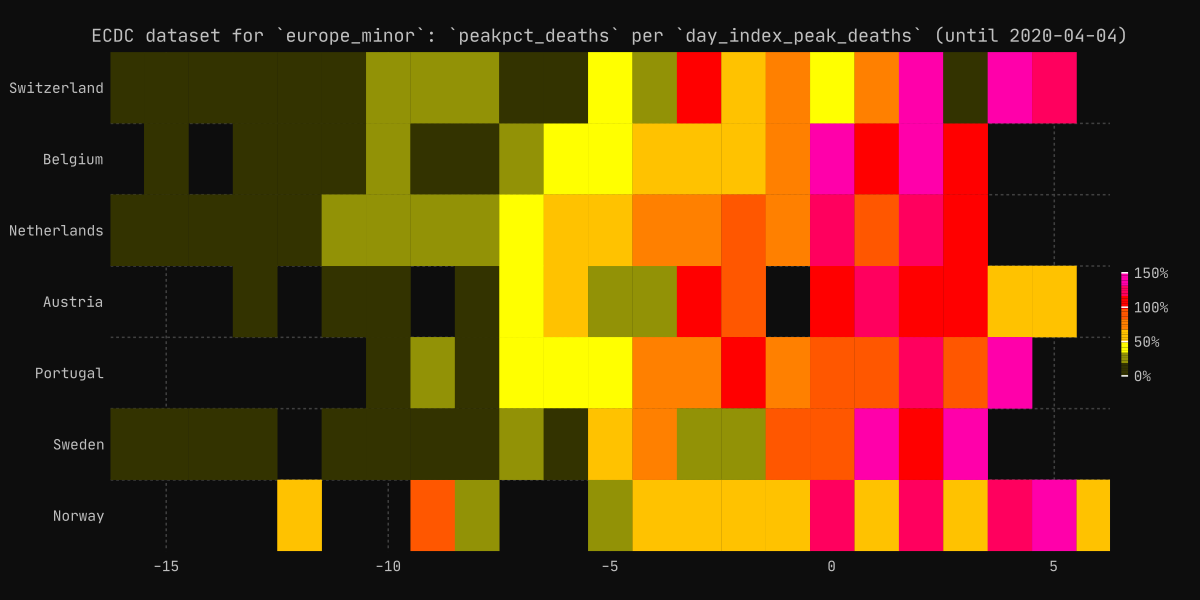 ECDC dataset for `europe_minor`: `peakpct_deaths` per `day_index_peak_deaths` (until 2020-04-04)
Switzerland
Belgium
Netherlands
Austria
Portugal
Sweden
Norway
150%
100%
50%
0%
-15 -10 -5 0 5